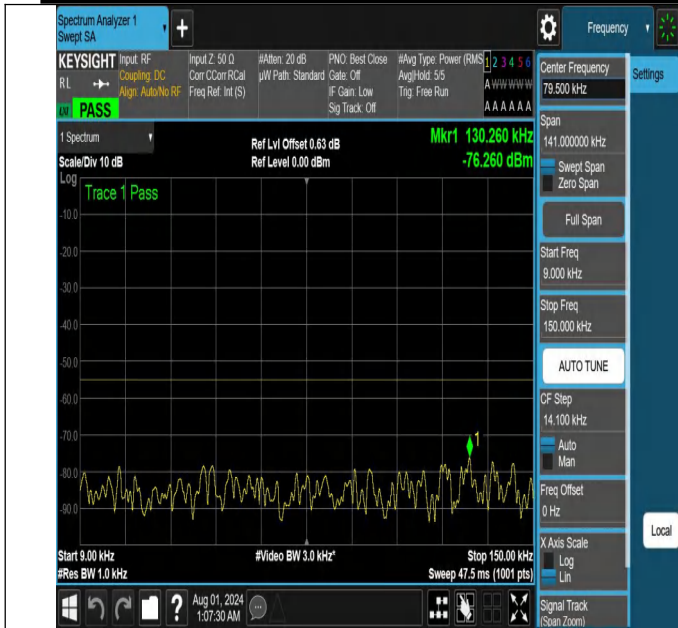 Spectrum Analyzer 1
Swept SA
+
Frequency
KEYSIGHT
RL
PASS
Input: RF
Coupling: DC
Align: Auto/No RF
Input Z: 50 Ω
Corr CCorr RCal
Freq Ref: Int (S)
#Atten: 20 dB
µW Path: Standard
PNO: Best Close
Gate: Off
IF Gain: Low
Sig Track: Off
#Avg Type: Power (RMS
Avg|Hold: 5/5
Trig: Free Run
1 2 3 4 5 6
A W W W W W
A A A A A A
1 Spectrum
Scale/Div 10 dB
Ref Lvl Offset 0.63 dB
Ref Level 0.00 dBm
Mkr1 130.260 kHz
-76.260 dBm
Log
Trace 1 Pass
-10.0
-20.0
-30.0
-40.0
-50.0
-60.0
-70.0
-80.0
-90.0
1
Start 9.00 kHz
#Res BW 1.0 kHz
#Video BW 3.0 kHz*
Stop 150.00 kHz
Sweep 47.5 ms (1001 pts)
?
Aug 01, 2024
1:07:30 AM
Center Frequency
79.500 kHz
Settings
Span
141.000000 kHz
Swept Span
Zero Span
Full Span
Start Freq
9.000 kHz
Stop Freq
150.000 kHz
AUTO TUNE
CF Step
14.100 kHz
Auto
Man
Freq Offset
0 Hz
X Axis Scale
Log
Lin
Local
Signal Track
(Span Zoom)